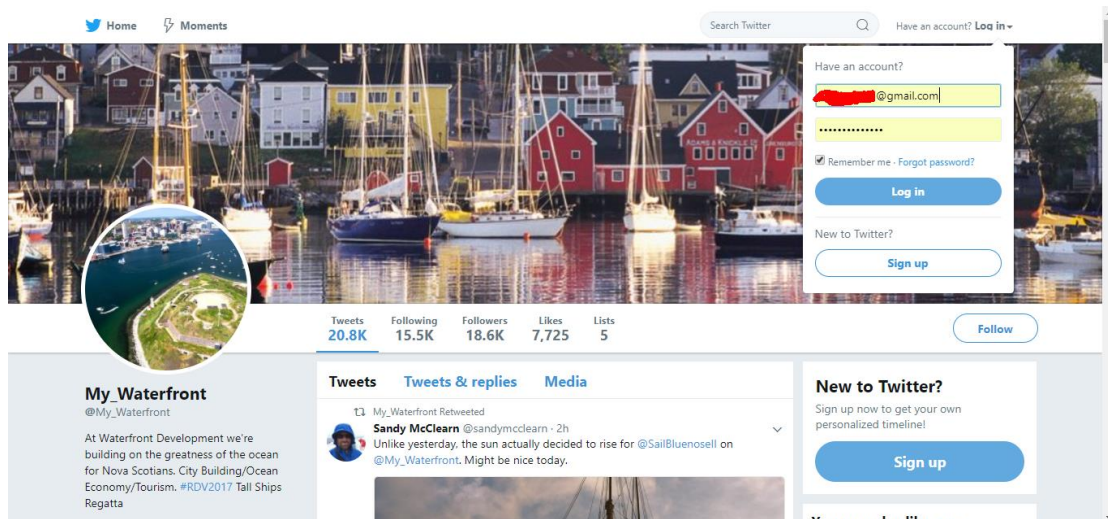 Home
Moments
Search Twitter
Have an account? Log in
Have an account?
@gmail.com
Remember me · Forgot password?
Log in
New to Twitter?
Sign up
ADAMS & KNICKLE
Tweets Following Followers Likes Lists
20.8K 15.5K 18.6K 7,725 5
Follow
My_Waterfront
@My_Waterfront
At Waterfront Development we're
building on the greatness of the ocean
for Nova Scotians. City Building/Ocean
Economy/Tourism. #RDV2017 Tall Ships
Regatta
Tweets Tweets & replies Media
My_Waterfront Retweeted
Sandy McClearn @sandymcclearn · 2h
Unlike yesterday, the sun actually decided to rise for @SailBluenoseII on
@My_Waterfront. Might be nice today.
New to Twitter?
Sign up now to get your own
personalized timeline!
Sign up